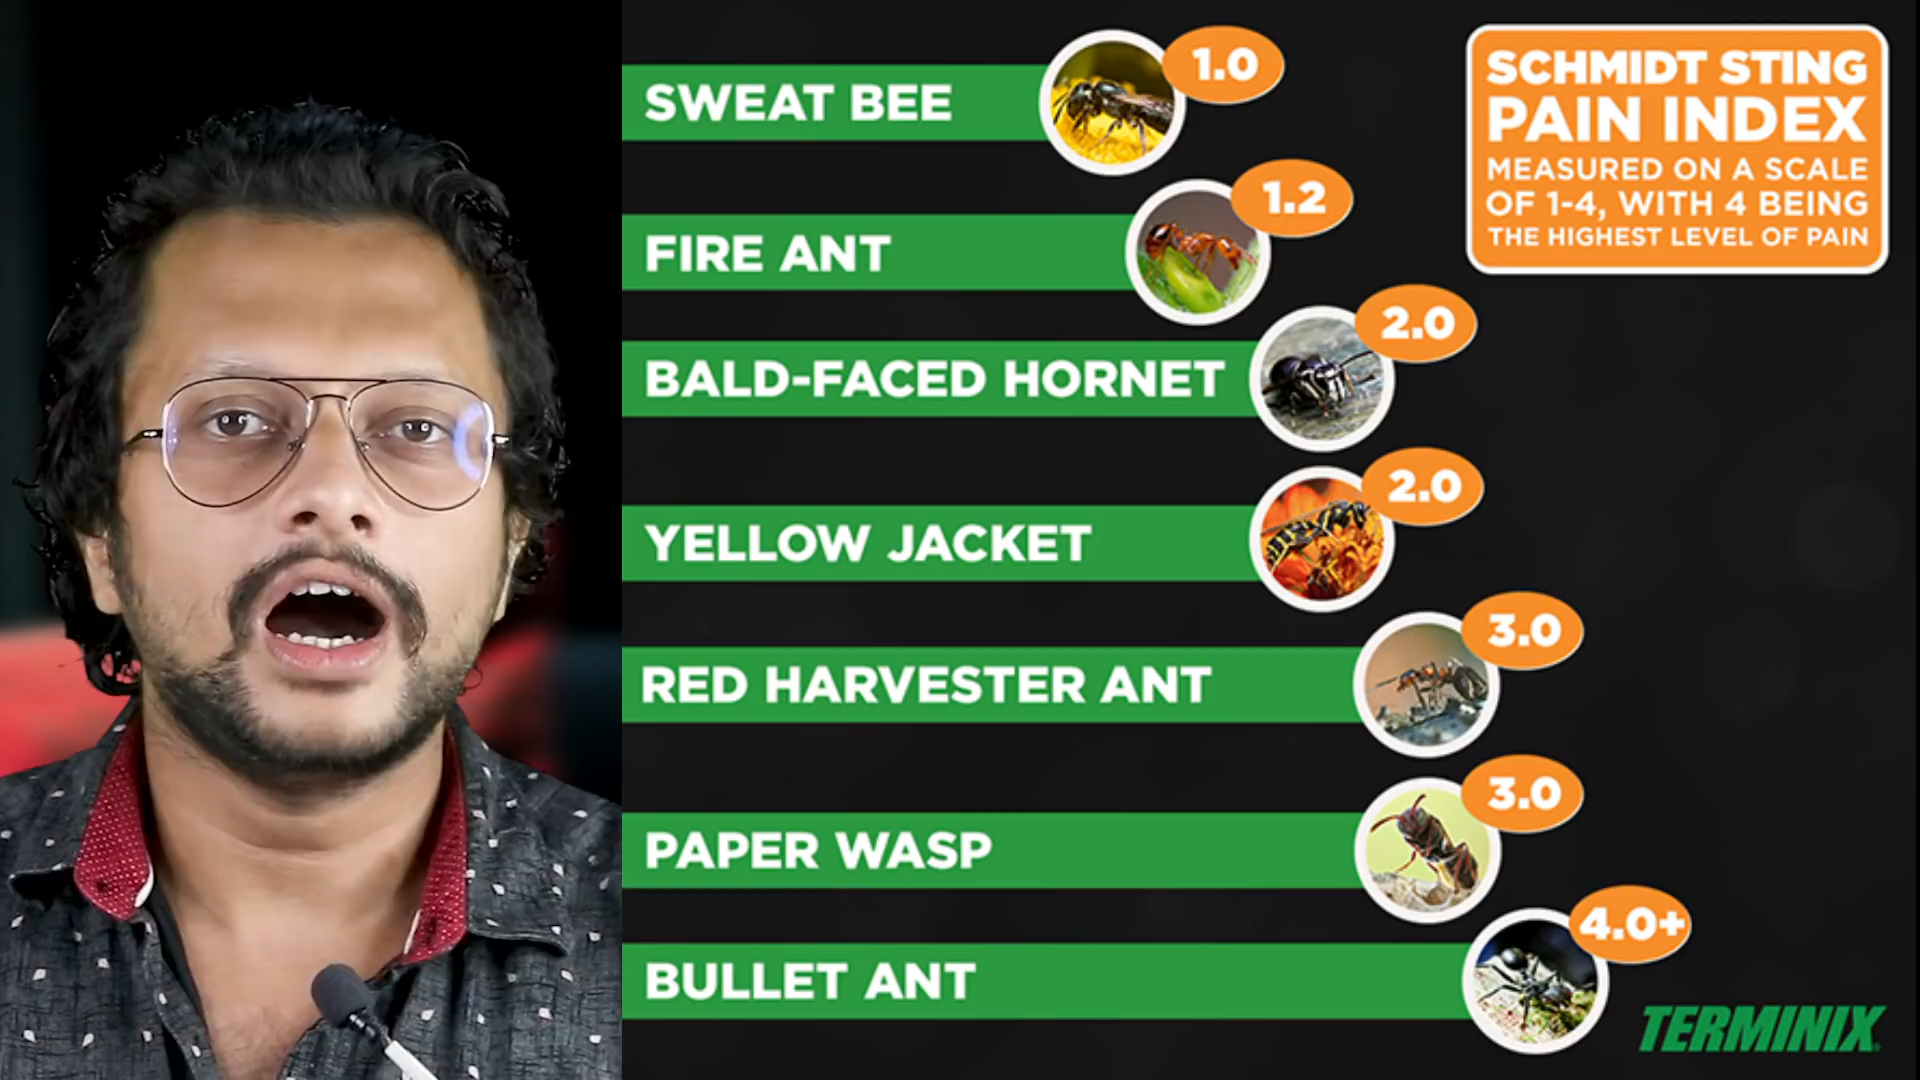 SWEAT BEE
1.0
SCHMIDT STING
PAIN INDEX
MEASURED ON A SCALE
OF 1-4, WITH 4 BEING
THE HIGHEST LEVEL OF PAIN
FIRE ANT
1.2
BALD-FACED HORNET
2.0
YELLOW JACKET
2.0
RED HARVESTER ANT
3.0
PAPER WASP
3.0
BULLET ANT
4.0+
TERMINIX